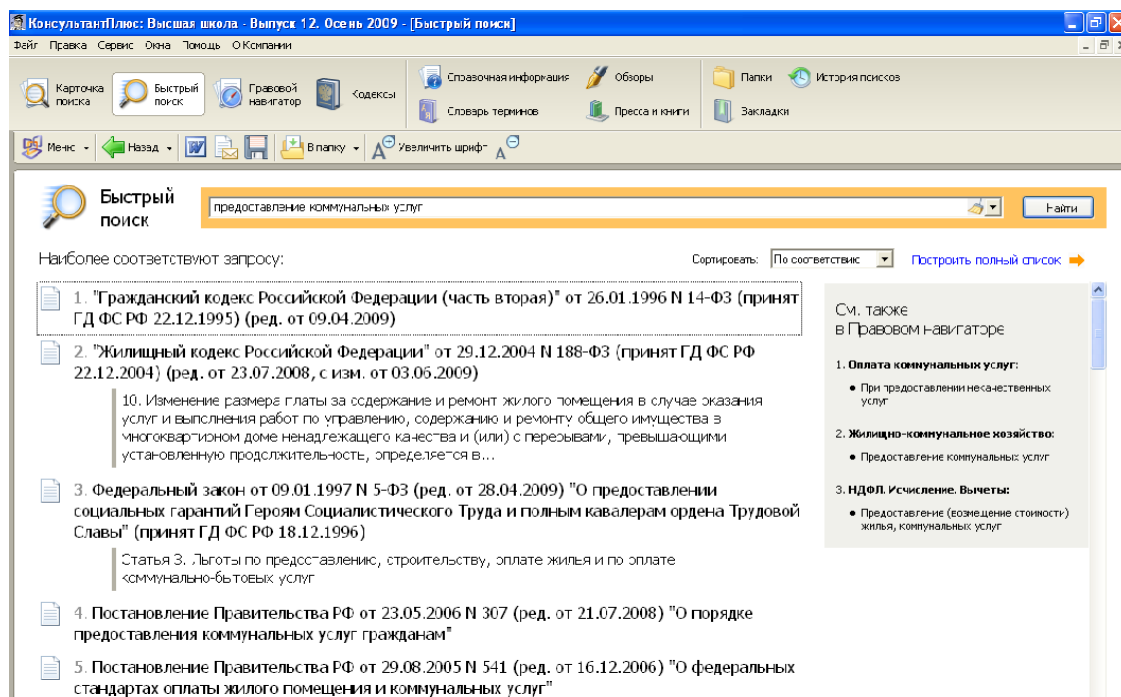 КонсультантПлюс: Высшая школа - Выпуск 12. Осень 2009 - [Быстрый поиск]
Файл Правка Сервис Окна Помощь О Компании
Карточка поиска
Быстрый поиск
Правовой навигатор
Кодексы
Справочная информация
Словарь терминов
Обзоры
Пресса и книги
Папки
Закладки
История поисков
Меню
Назад
В папку
Увеличить шрифт
Быстрый
поиск
предоставление коммунальных услуг
Найти
Наиболее соответствуют запросу:
Сортировать: По соответствию
Построить полный список
1. "Гражданский кодекс Российской Федерации (часть вторая)" от 26.01.1996 N 14-ФЗ (принят
ГД ФС РФ 22.12.1995) (ред. от 09.04.2009)
2. "Жилищный кодекс Российской Федерации" от 29.12.2004 N 188-ФЗ (принят ГД ФС РФ
22.12.2004) (ред. от 23.07.2008, с изм. от 03.06.2009)
10. Изменение размера платы за содержание и ремонт жилого помещения в случае оказания
услуг и выполнения работ по управлению, содержанию и ремонту общего имущества в
многоквартирном доме ненадлежащего качества и (или) с перерывами, превышающими
установленную продолжительность, определяется в...
3. Федеральный закон от 09.01.1997 N 5-ФЗ (ред. от 28.04.2009) "О предоставлении
социальных гарантий Героям Социалистического Труда и полным кавалерам ордена Трудовой
Славы" (принят ГД ФС РФ 18.12.1996)
Статья 3. Льготы по предоставлению, строительству, оплате жилья и по оплате
коммунально-бытовых услуг
4. Постановление Правительства РФ от 23.05.2006 N 307 (ред. от 21.07.2008) "О порядке
предоставления коммунальных услуг гражданам"
5. Постановление Правительства РФ от 29.08.2005 N 541 (ред. от 16.12.2006) "О федеральных
стандартах оплаты жилого помещения и коммунальных услуг"
См. также
в Правовом навигаторе
1. Оплата коммунальных услуг:
При предоставлении некачественных
услуг
2. Жилищно-коммунальное хозяйство:
Предоставление коммунальных услуг
3. НДФЛ. Исчисление. Вычеты:
Предоставление (возмещение стоимости)
жилья, коммунальных услуг